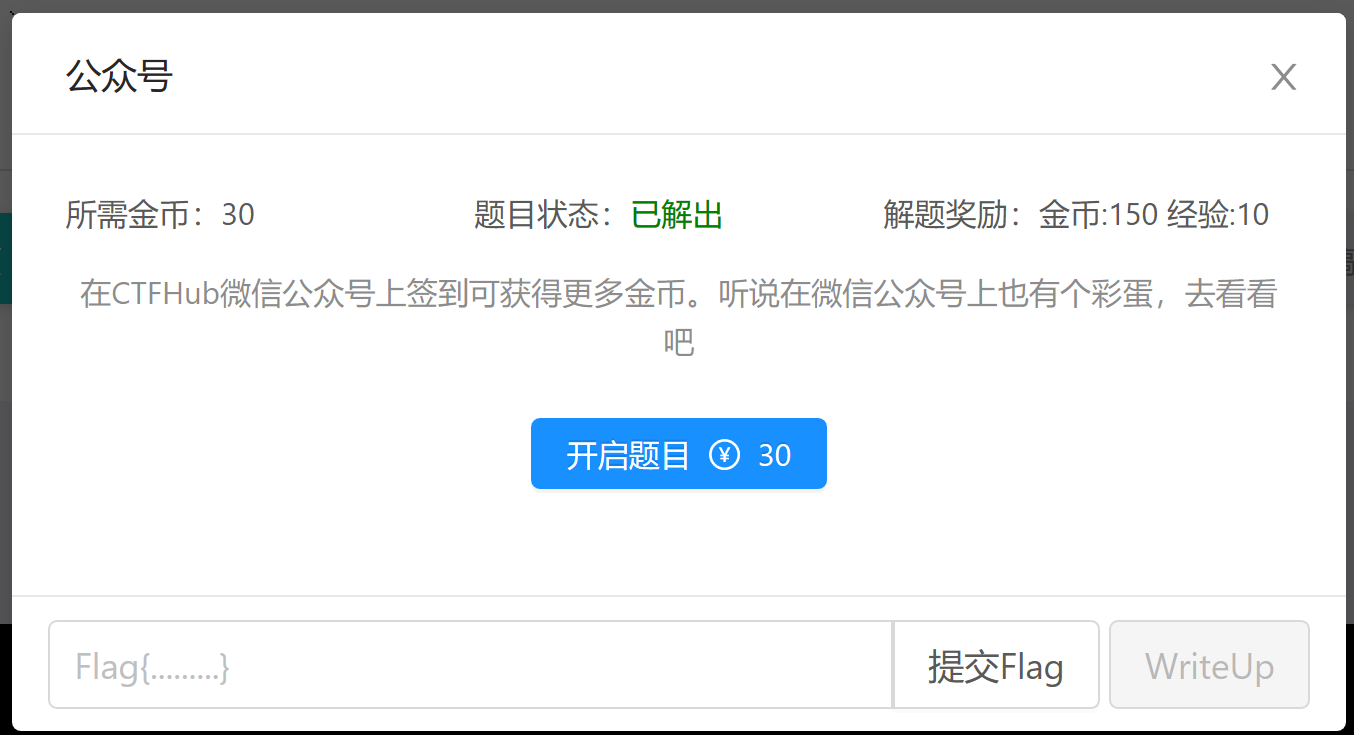 公众号
所需金币：30 题目状态：已解出 解题奖励：金币:150 经验:10
在CTFHub微信公众号上签到可获得更多金币。听说在微信公众号上也有个彩蛋，去看看
吧
开启题目 ¥ 30
Flag{.........} 提交Flag WriteUp